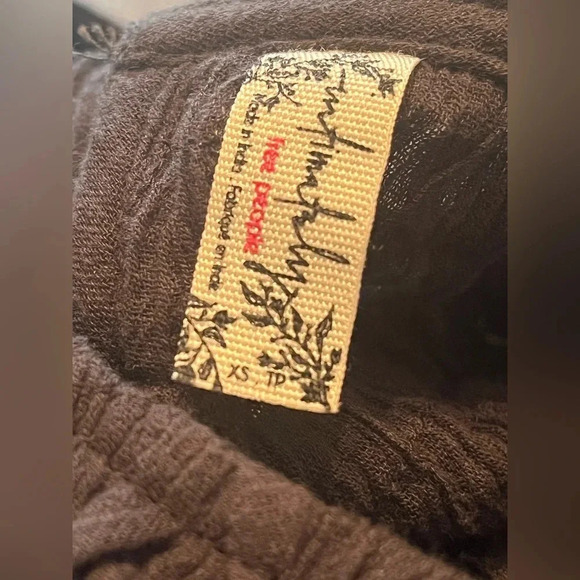 intimately
free people
Made in India / Fabriqué en Inde
XS TP